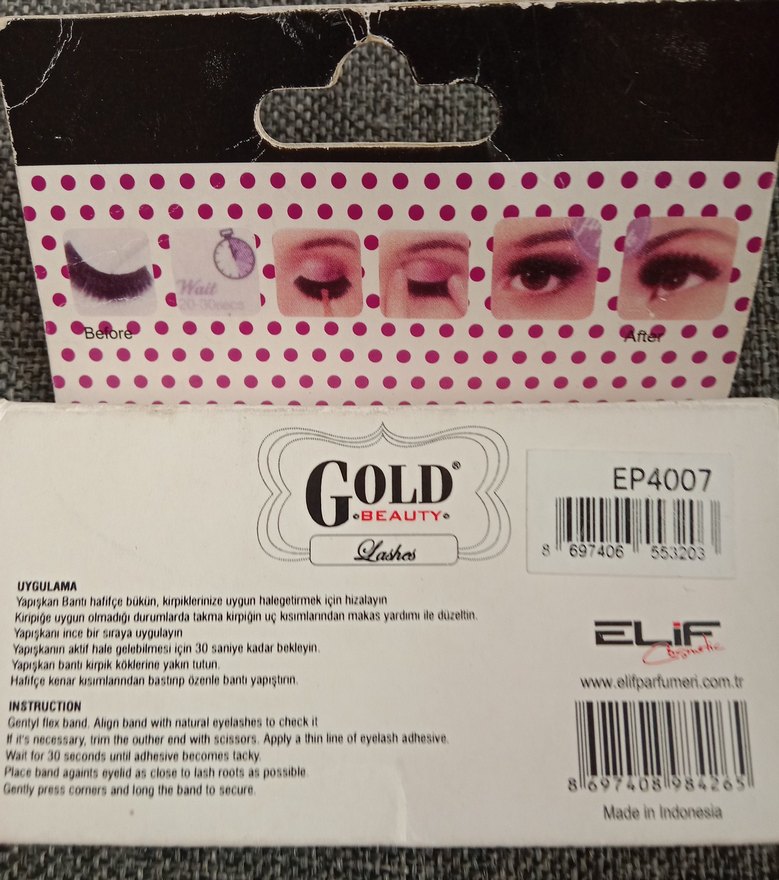 Wait
20-30secs
Before
After
GOLD®
BEAUTY
Lashes
EP4007
8 697406 553203
UYGULAMA
Yapışkan Bantı hafifçe bükün, kirpiklerinize uygun halegetirmek için hizalayın
Kiripiğe uygun olmadığı durumlarda takma kirpiğin uç kısımlarından makas yardımı ile düzeltin.
Yapışkanı ince bir sıraya uygulayın
Yapışkanın aktif hale gelebilmesi için 30 saniye kadar bekleyin.
Yapışkan bantı kirpik köklerine yakın tutun.
Hafifçe kenar kısımlarından bastırıp özenle bantı yapıştırın.
ELiF
Cosmetic
www.elifparfumeri.com.tr
INSTRUCTION
Gentyl flex band. Align band with natural eyelashes to check it
If it's necessary, trim the outher end with scissors. Apply a thin line of eyelash adhesive.
Wait for 30 seconds until adhesive becomes tacky.
Place band againts eyelid as close to lash roots as possible.
Gently press corners and long the band to secure.
8 697408 984265
Made in Indonesia